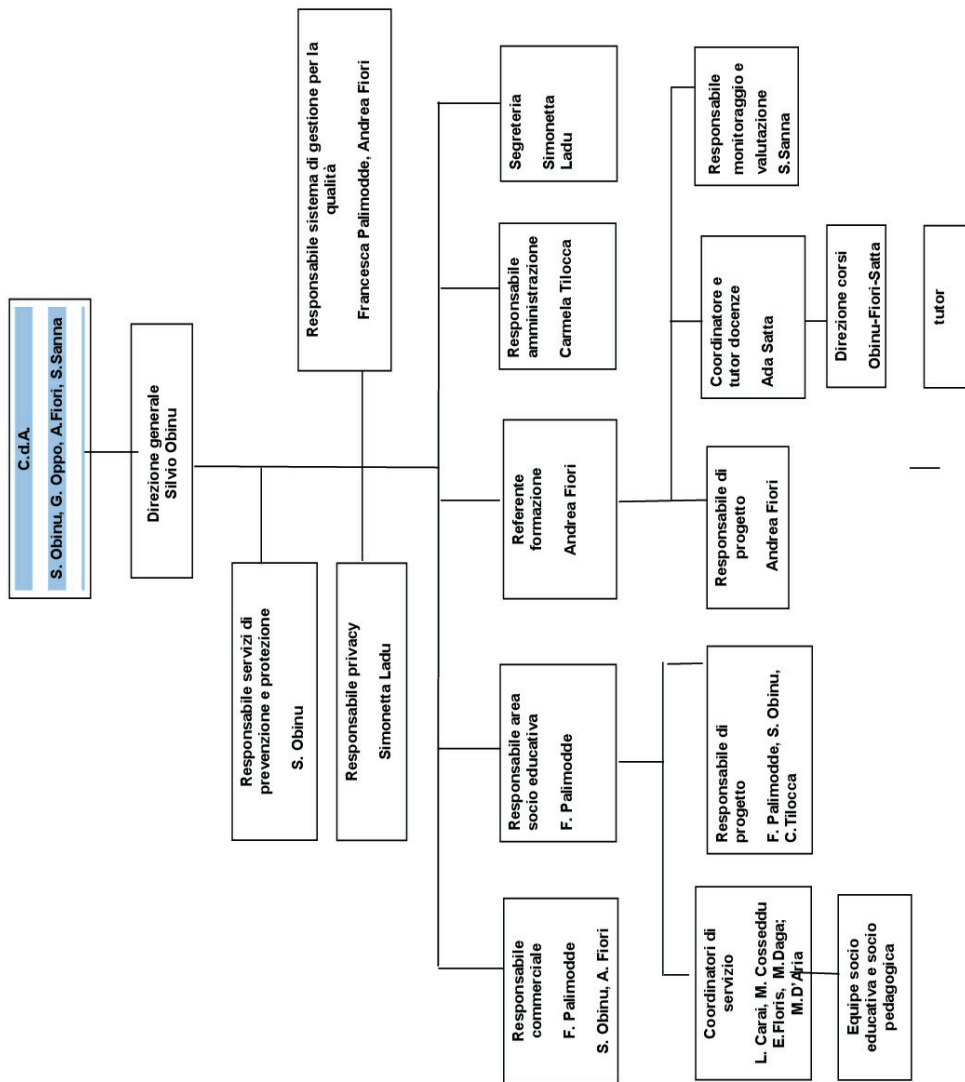 C.d.A.
S. Obinu, G. Oppo, A.Fiori, S.Sanna
Direzione generale
Silvio Obinu
Responsabile servizi di
prevenzione e protezione
S. Obinu
Responsabile privacy
Simonetta Ladu
Responsabile sistema di gestione per la
qualità
Francesca Palimodde, Andrea Fiori
Responsabile
commerciale
F. Palimodde
S. Obinu, A. Fiori
Responsabile area
socio educativa
F. Palimodde
Referente
formazione
Andrea Fiori
Responsabile
amministrazione
Carmela Tilocca
Segreteria
Simonetta
Ladu
Coordinatori di
servizio
L. Carai, M. Cosseddu
E.Floris, M.Daga;
M.D'Aria
Responsabile di
progetto
F. Palimodde, S. Obinu,
C.Tilocca
Responsabile di
progetto
Andrea Fiori
Coordinatore e
tutor docenze
Ada Satta
Responsabile
monitoraggio e
valutazione
S.Sanna
Equipe socio
educativa e socio
pedagogica
Direzione corsi
Obinu-Fiori-Satta
tutor